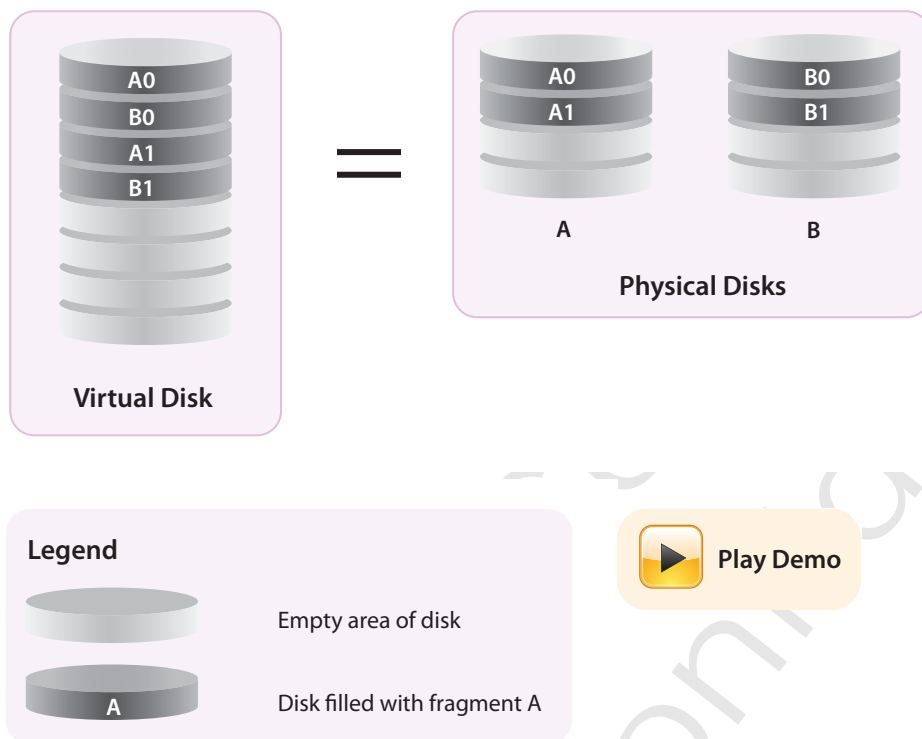 A0
B0
A1
B1
Virtual Disk
=
A0
A1
A
B0
B1
B
Physical Disks
Legend
Empty area of disk
A
Disk filled with fragment A
Play Demo